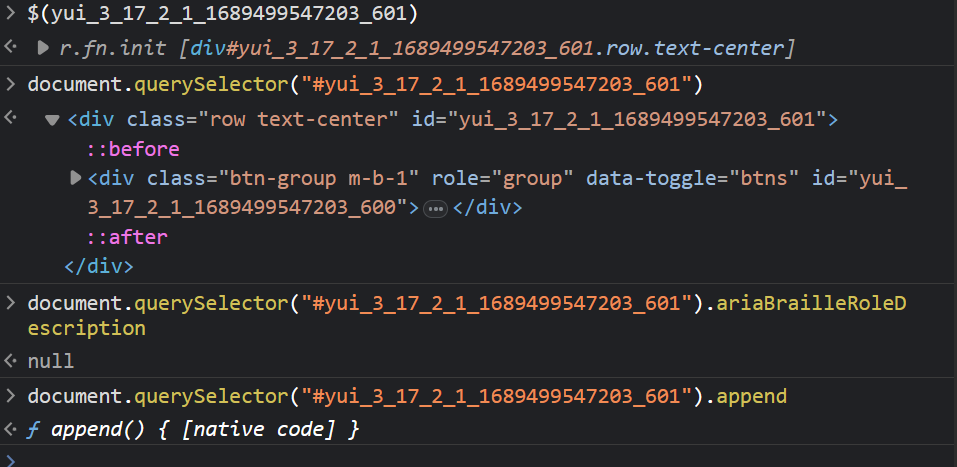 $(yui_3_17_2_1_1689499547203_601)
r.fn.init [div#yui_3_17_2_1_1689499547203_601.row.text-center]
document.querySelector("#yui_3_17_2_1_1689499547203_601")
<div class="row text-center" id="yui_3_17_2_1_1689499547203_601">
::before
<div class="btn-group m-b-1" role="group" data-toggle="btns" id="yui_
3_17_2_1_1689499547203_600"> ⋯ </div>
::after
</div>
document.querySelector("#yui_3_17_2_1_1689499547203_601").ariaBrailleRoleD
escription
null
document.querySelector("#yui_3_17_2_1_1689499547203_601").append
ƒ append() { [native code] }